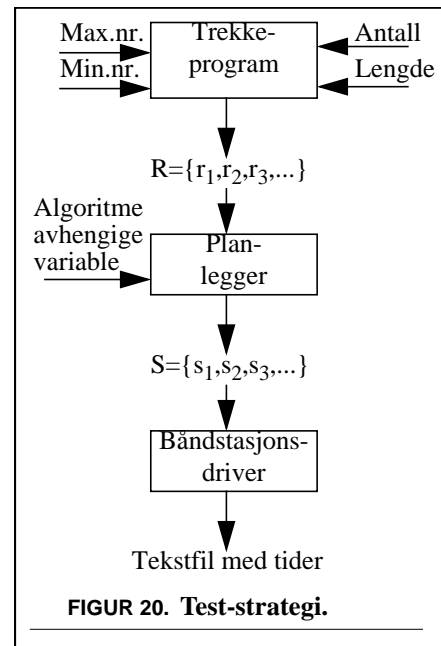 Max.nr.
Min.nr.
Trekke-
program
Antall
Lengde
R={r1,r2,r3,...}
Algoritme
avhengige
variable
Plan-
legger
S={s1,s2,s3,...}
Båndstasjons-
driver
Tekstfil med tider
FIGUR 20. Test-strategi.